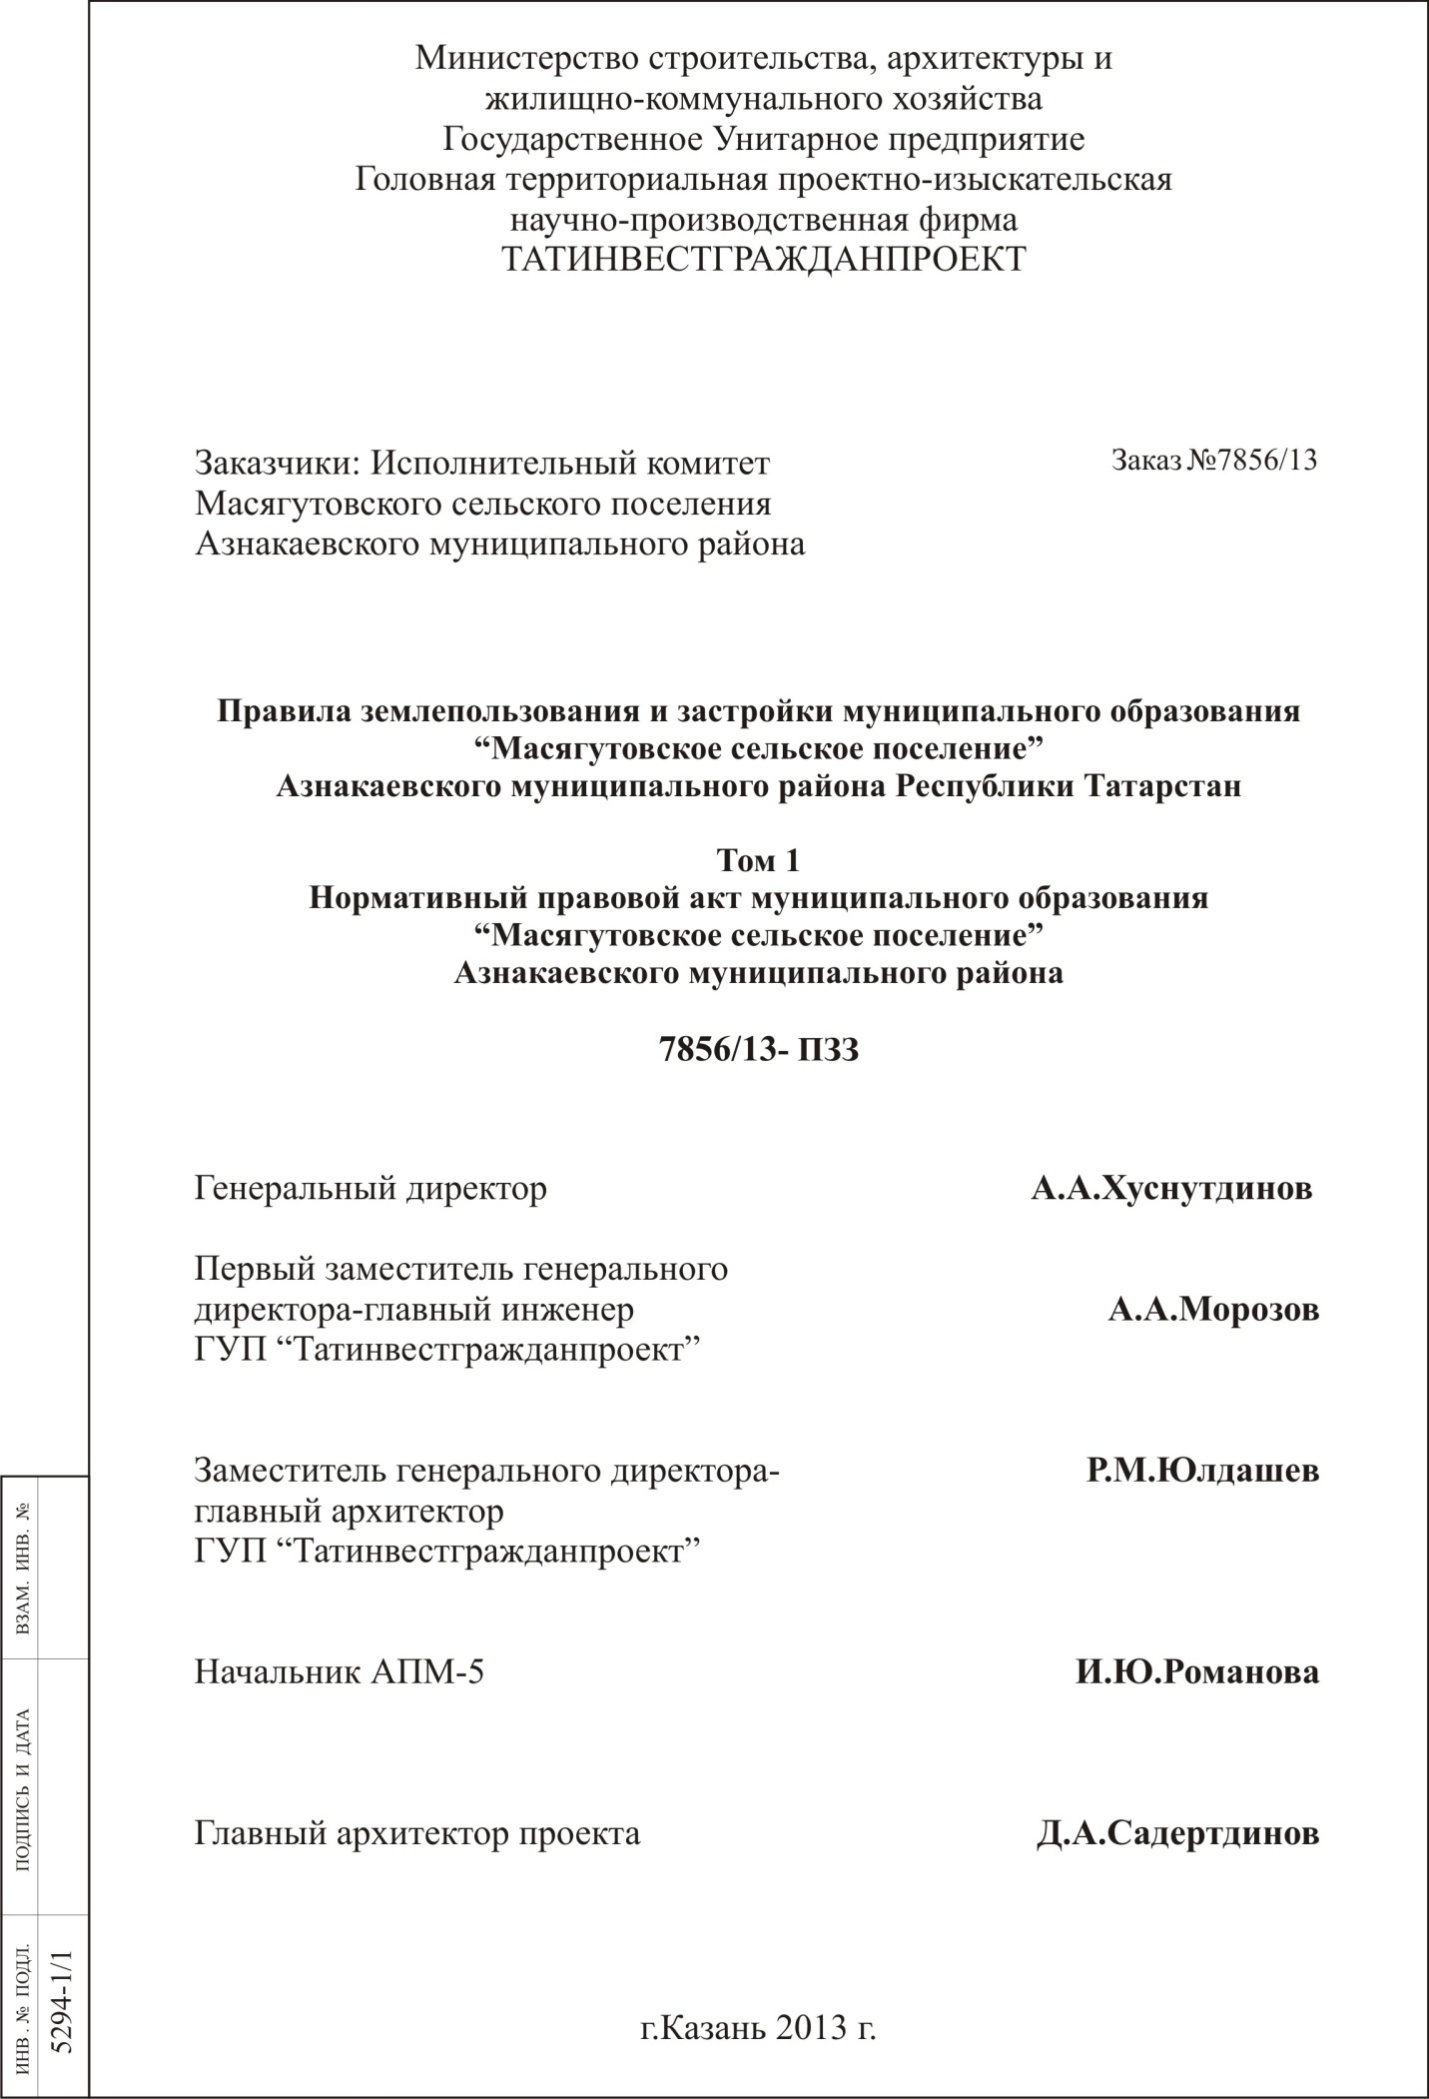 Министерство строительства, архитектуры и
жилищно-коммунального хозяйства
Государственное Унитарное предприятие
Головная территориальная проектно-изыскательская
научно-производственная фирма
ТАТИНВЕСТГРАЖДАНПРОЕКТ
Заказчики: Исполнительный комитет
Масягутовского сельского поселения
Азнакаевского муниципального района
Заказ №7856/13
Правила землепользования и застройки муниципального образования
“Масягутовское сельское поселение”
Азнакаевского муниципального района Республики Татарстан
Том 1
Нормативный правовой акт муниципального образования
“Масягутовское сельское поселение”
Азнакаевского муниципального района
7856/13- ПЗЗ
Генеральный директор
А.А.Хуснутдинов
Первый заместитель генерального
директора-главный инженер
ГУП “Татинвестгражданпроект”
А.А.Морозов
Заместитель генерального директора-
главный архитектор
ГУП “Татинвестгражданпроект”
Р.М.Юлдашев
Начальник АПМ-5
И.Ю.Романова
Главный архитектор проекта
Д.А.Садертдинов
г.Казань 2013 г.
ВЗАМ. ИНВ. №
ПОДПИСЬ И ДАТА
ИНВ. № ПОДЛ.
5294-1/1